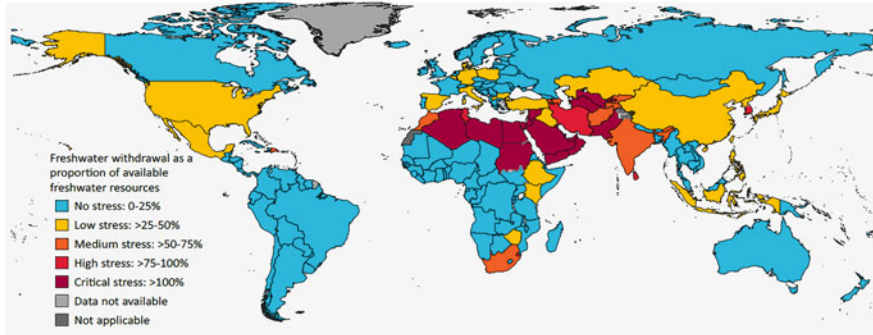 Freshwater withdrawal as a
proportion of available
freshwater resources
No stress: 0-25%
Low stress: >25-50%
Medium stress: >50-75%
High stress: >75-100%
Critical stress: >100%
Data not available
Not applicable